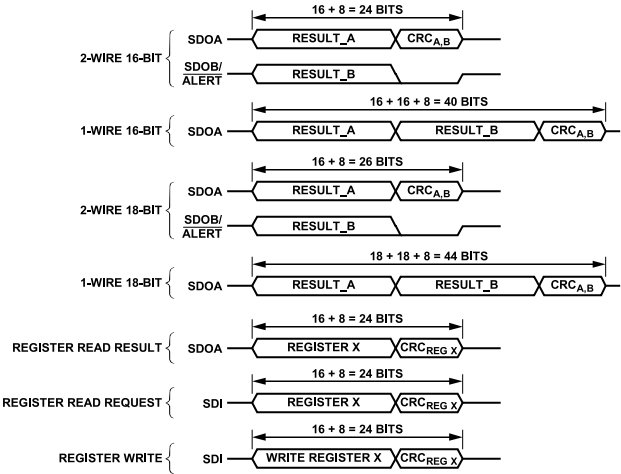 16 + 8 = 24 BITS
2-WIRE 16-BIT
SDOA RESULT_A CRCA,B
SDOB/ALERT RESULT_B
16 + 16 + 8 = 40 BITS
1-WIRE 16-BIT SDOA RESULT_A RESULT_B CRCA,B
16 + 8 = 26 BITS
2-WIRE 18-BIT
SDOA RESULT_A CRCA,B
SDOB/ALERT RESULT_B
18 + 18 + 8 = 44 BITS
1-WIRE 18-BIT SDOA RESULT_A RESULT_B CRCA,B
16 + 8 = 24 BITS
REGISTER READ RESULT SDOA REGISTER X CRCREG X
16 + 8 = 24 BITS
REGISTER READ REQUEST SDI REGISTER X CRCREG X
16 + 8 = 24 BITS
REGISTER WRITE SDI WRITE REGISTER X CRCREG X